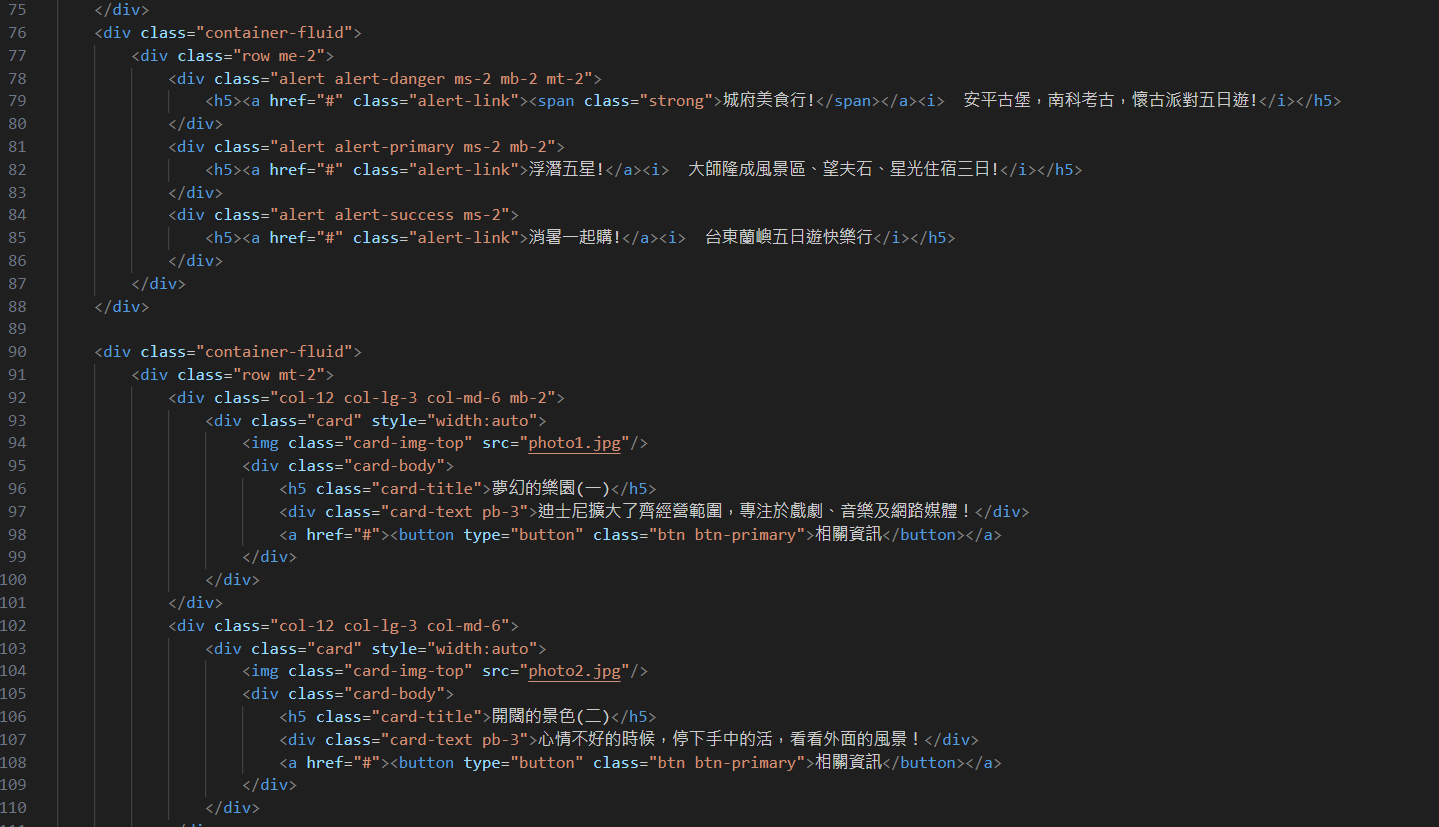 75 </div>
76 <div class="container-fluid">
77 <div class="row me-2">
78 <div class="alert alert-danger ms-2 mb-2 mt-2">
79 <h5><a href="#" class="alert-link"><span class="strong">城府美食行!</span></a><i>  安平古堡，南科考古，懷古派對五日遊!</i></h5>
80 </div>
81 <div class="alert alert-primary ms-2 mb-2">
82 <h5><a href="#" class="alert-link">浮潛五星!</a><i>  大師隆成風景區、望夫石、星光住宿三日!</i></h5>
83 </div>
84 <div class="alert alert-success ms-2">
85 <h5><a href="#" class="alert-link">消暑一起購!</a><i>  台東蘭嶼五日遊快樂行</i></h5>
86 </div>
87 </div>
88 </div>
89
90 <div class="container-fluid">
91 <div class="row mt-2">
92 <div class="col-12 col-lg-3 col-md-6 mb-2">
93 <div class="card" style="width:auto">
94 <img class="card-img-top" src="photo1.jpg"/>
95 <div class="card-body">
96 <h5 class="card-title">夢幻的樂園(一)</h5>
97 <div class="card-text pb-3">迪士尼擴大了齊經營範圍，專注於戲劇、音樂及網路媒體！</div>
98 <a href="#"><button type="button" class="btn btn-primary">相關資訊</button></a>
99 </div>
100 </div>
101 </div>
102 <div class="col-12 col-lg-3 col-md-6">
103 <div class="card" style="width:auto">
104 <img class="card-img-top" src="photo2.jpg"/>
105 <div class="card-body">
106 <h5 class="card-title">開闊的景色(二)</h5>
107 <div class="card-text pb-3">心情不好的時候，停下手中的活，看看外面的風景！</div>
108 <a href="#"><button type="button" class="btn btn-primary">相關資訊</button></a>
109 </div>
110 </div>